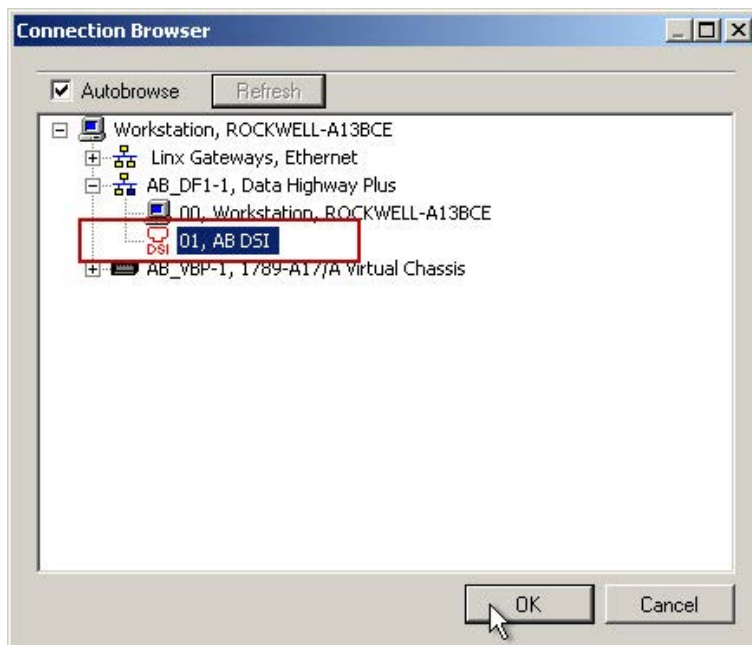 Connection Browser
Autobrowse Refresh
Workstation, ROCKWELL-A13BCE
Linx Gateways, Ethernet
AB_DF1-1, Data Highway Plus
00, Workstation, ROCKWELL-A13BCE
DSI 01, AB DSI
AB_VBP-1, 1789-A17/A Virtual Chassis
OK Cancel